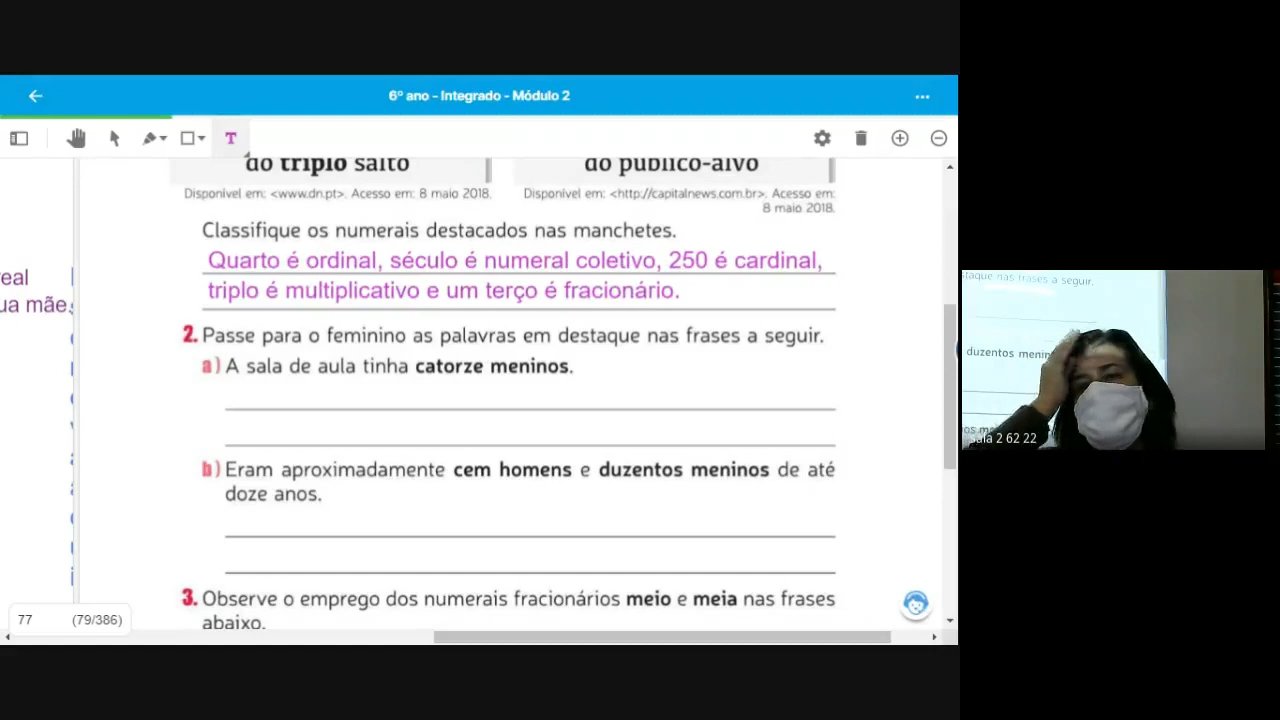 6º ano - Integrado - Módulo 2
T
do triplo salto
do público-alvo
Disponível em: <www.dn.pt>. Acesso em: 8 maio 2018.
Disponível em: <http://capitalnews.com.br>. Acesso em:
8 maio 2018.
Classifique os numerais destacados nas manchetes.
Quarto é ordinal, século é numeral coletivo, 250 é cardinal,
triplo é multiplicativo e um terço é fracionário.
2. Passe para o feminino as palavras em destaque nas frases a seguir.
a) A sala de aula tinha catorze meninos.
b) Eram aproximadamente cem homens e duzentos meninos de até
doze anos.
3. Observe o emprego dos numerais fracionários meio e meia nas frases
abaixo.
77 (79/386)
mãe
nas frases a seguir.
duzentos
sala 2 62 22